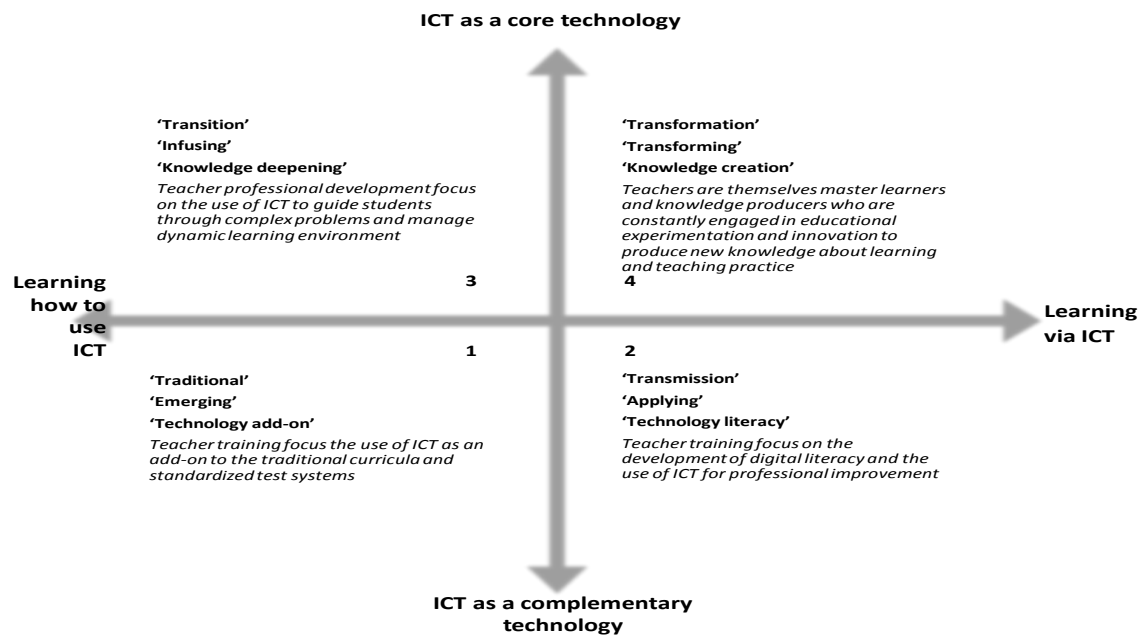 ICT as a core technology
‘Transition’
‘Infusing’
‘Knowledge deepening’
Teacher professional development focus
on the use of ICT to guide students
through complex problems and manage
dynamic learning environment
3
‘Transformation’
‘Transforming’
‘Knowledge creation’
Teachers are themselves master learners
and knowledge producers who are
constantly engaged in educational
experimentation and innovation to
produce new knowledge about learning
and teaching practice
4
Learning
how to
use
ICT
Learning
via ICT
1
‘Traditional’
‘Emerging’
‘Technology add-on’
Teacher training focus the use of ICT as an
add-on to the traditional curricula and
standardized test systems
2
‘Transmission’
‘Applying’
‘Technology literacy’
Teacher training focus on the
development of digital literacy and the
use of ICT for professional improvement
ICT as a complementary
technology